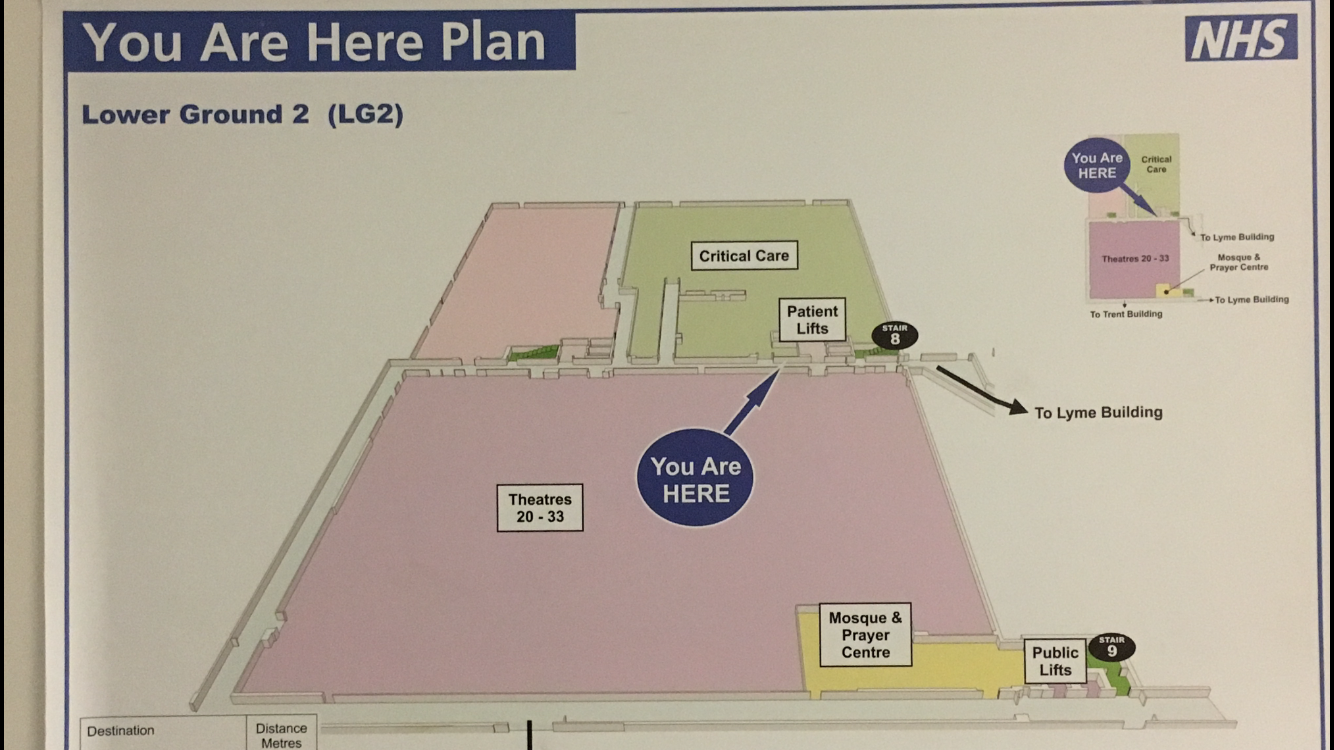 You Are Here Plan
NHS
Lower Ground 2 (LG2)
You Are
HERE
Critical
Care
To Lyme Building
Theatres 20 - 33
Mosque &
Prayer Centre
To Lyme Building
To Trent Building
Critical Care
Patient
Lifts
STAIR
8
To Lyme Building
You Are
HERE
Theatres
20 - 33
Mosque &
Prayer
Centre
Public
Lifts
STAIR
9
Destination
Distance
Metres